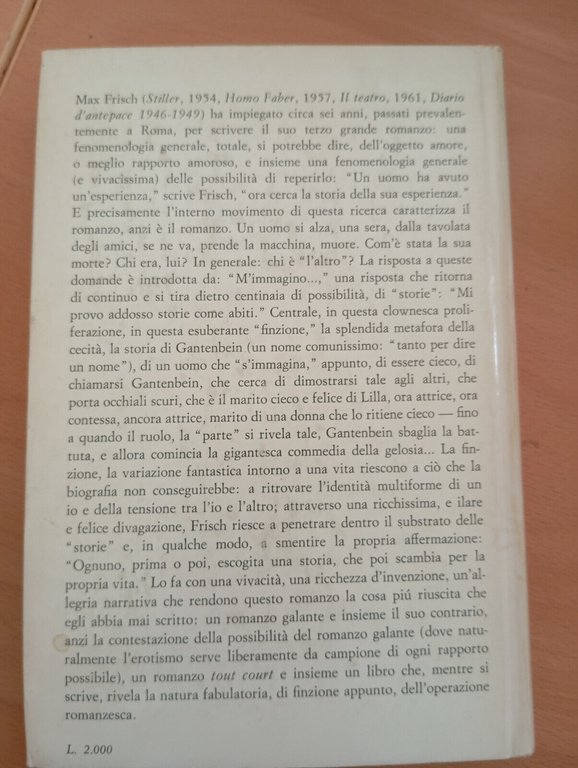 Max Frisch (Stiller, 1954, Homo Faber, 1957, Il teatro, 1961, Diario
d'antepace 1946-1949) ha impiegato circa sei anni, passati prevalen-
temente a Roma, per scrivere il suo terzo grande romanzo: una
fenomenologia generale, totale, si potrebbe dire, dell'oggetto amore,
o meglio rapporto amoroso, e insieme una fenomenologia generale
(e vivacissima) delle possibilità di reperirlo: "Un uomo ha avuto
un'esperienza," scrive Frisch, "ora cerca la storia della sua esperienza."
E precisamente l'interno movimento di questa ricerca caratterizza il
romanzo, anzi è il romanzo. Un uomo si alza, una sera, dalla tavolata
degli amici, se ne va, prende la macchina, muore. Com'è stata la sua
morte? Chi era, lui? In generale: chi è "l'altro"? La risposta a queste
domande è introdotta da: "M'immagino...," una risposta che ritorna
di continuo e si tira dietro centinaia di possibilità, di "storie": "Mi
provo addosso storie come abiti." Centrale, in questa clownesca proli-
ferazione, in questa esuberante "finzione," la splendida metafora della
cecità, la storia di Gantenbein (un nome comunissimo: "tanto per dire
un nome"), di un uomo che "s'immagina," appunto, di essere cieco, di
chiamarsi Gantenbein, che cerca di dimostrarsi tale agli altri, che
porta occhiali scuri, che è il marito cieco e felice di Lilla, ora attrice, ora
contessa, ancora attrice, marito di una donna che lo ritiene cieco — fino
a quando il ruolo, la "parte" si rivela tale, Gantenbein sbaglia la bat-
tuta, e allora comincia la gigantesca commedia della gelosia... La fin-
zione, la variazione fantastica intorno a una vita riescono a ciò che la
biografia non conseguirebbe: a ritrovare l'identità multiforme di un
io e della tensione tra l'io e l'altro; attraverso una ricchissima, e ilare
e felice divagazione, Frisch riesce a penetrare dentro il substrato delle
"storie" e, in qualche modo, a smentire la propria affermazione:
"Ognuno, prima o poi, escogita una storia, che poi scambia per la
propria vita." Lo fa con una vivacità, una ricchezza d'invenzione, un'al-
legria narrativa che rendono questo romanzo la cosa piú riuscita che
egli abbia mai scritto: un romanzo galante e insieme il suo contrario,
anzi la contestazione della possibilità del romanzo galante (dove natu-
ralmente l'erotismo serve liberamente da campione di ogni rapporto
possibile), un romanzo tout court e insieme un libro che, mentre si
scrive, rivela la natura fabulatoria, di finzione appunto, dell'operazione
romanzesca.
L. 2.000